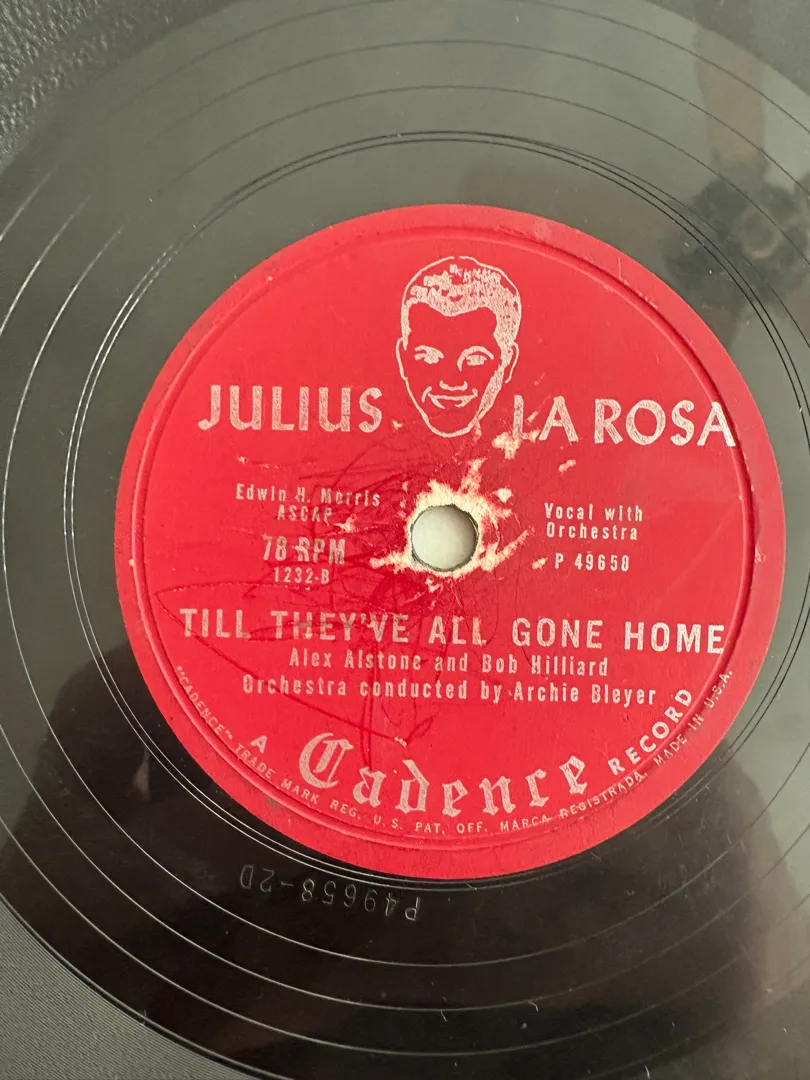 JULIUS LA ROSA
Edwin H. Morris
ASCAP
78 RPM
1232-B
Vocal with
Orchestra
P 49658
TILL THEY'VE ALL GONE HOME
Alex Alstone and Bob Hilliard
Orchestra conducted by Archie Bleyer
A Cadence RECORD
"CADENCE" TRADE MARK REG. U.S. PAT. OFF. MARCA REGISTRADA. MADE IN U.S.A.
P49658-2D